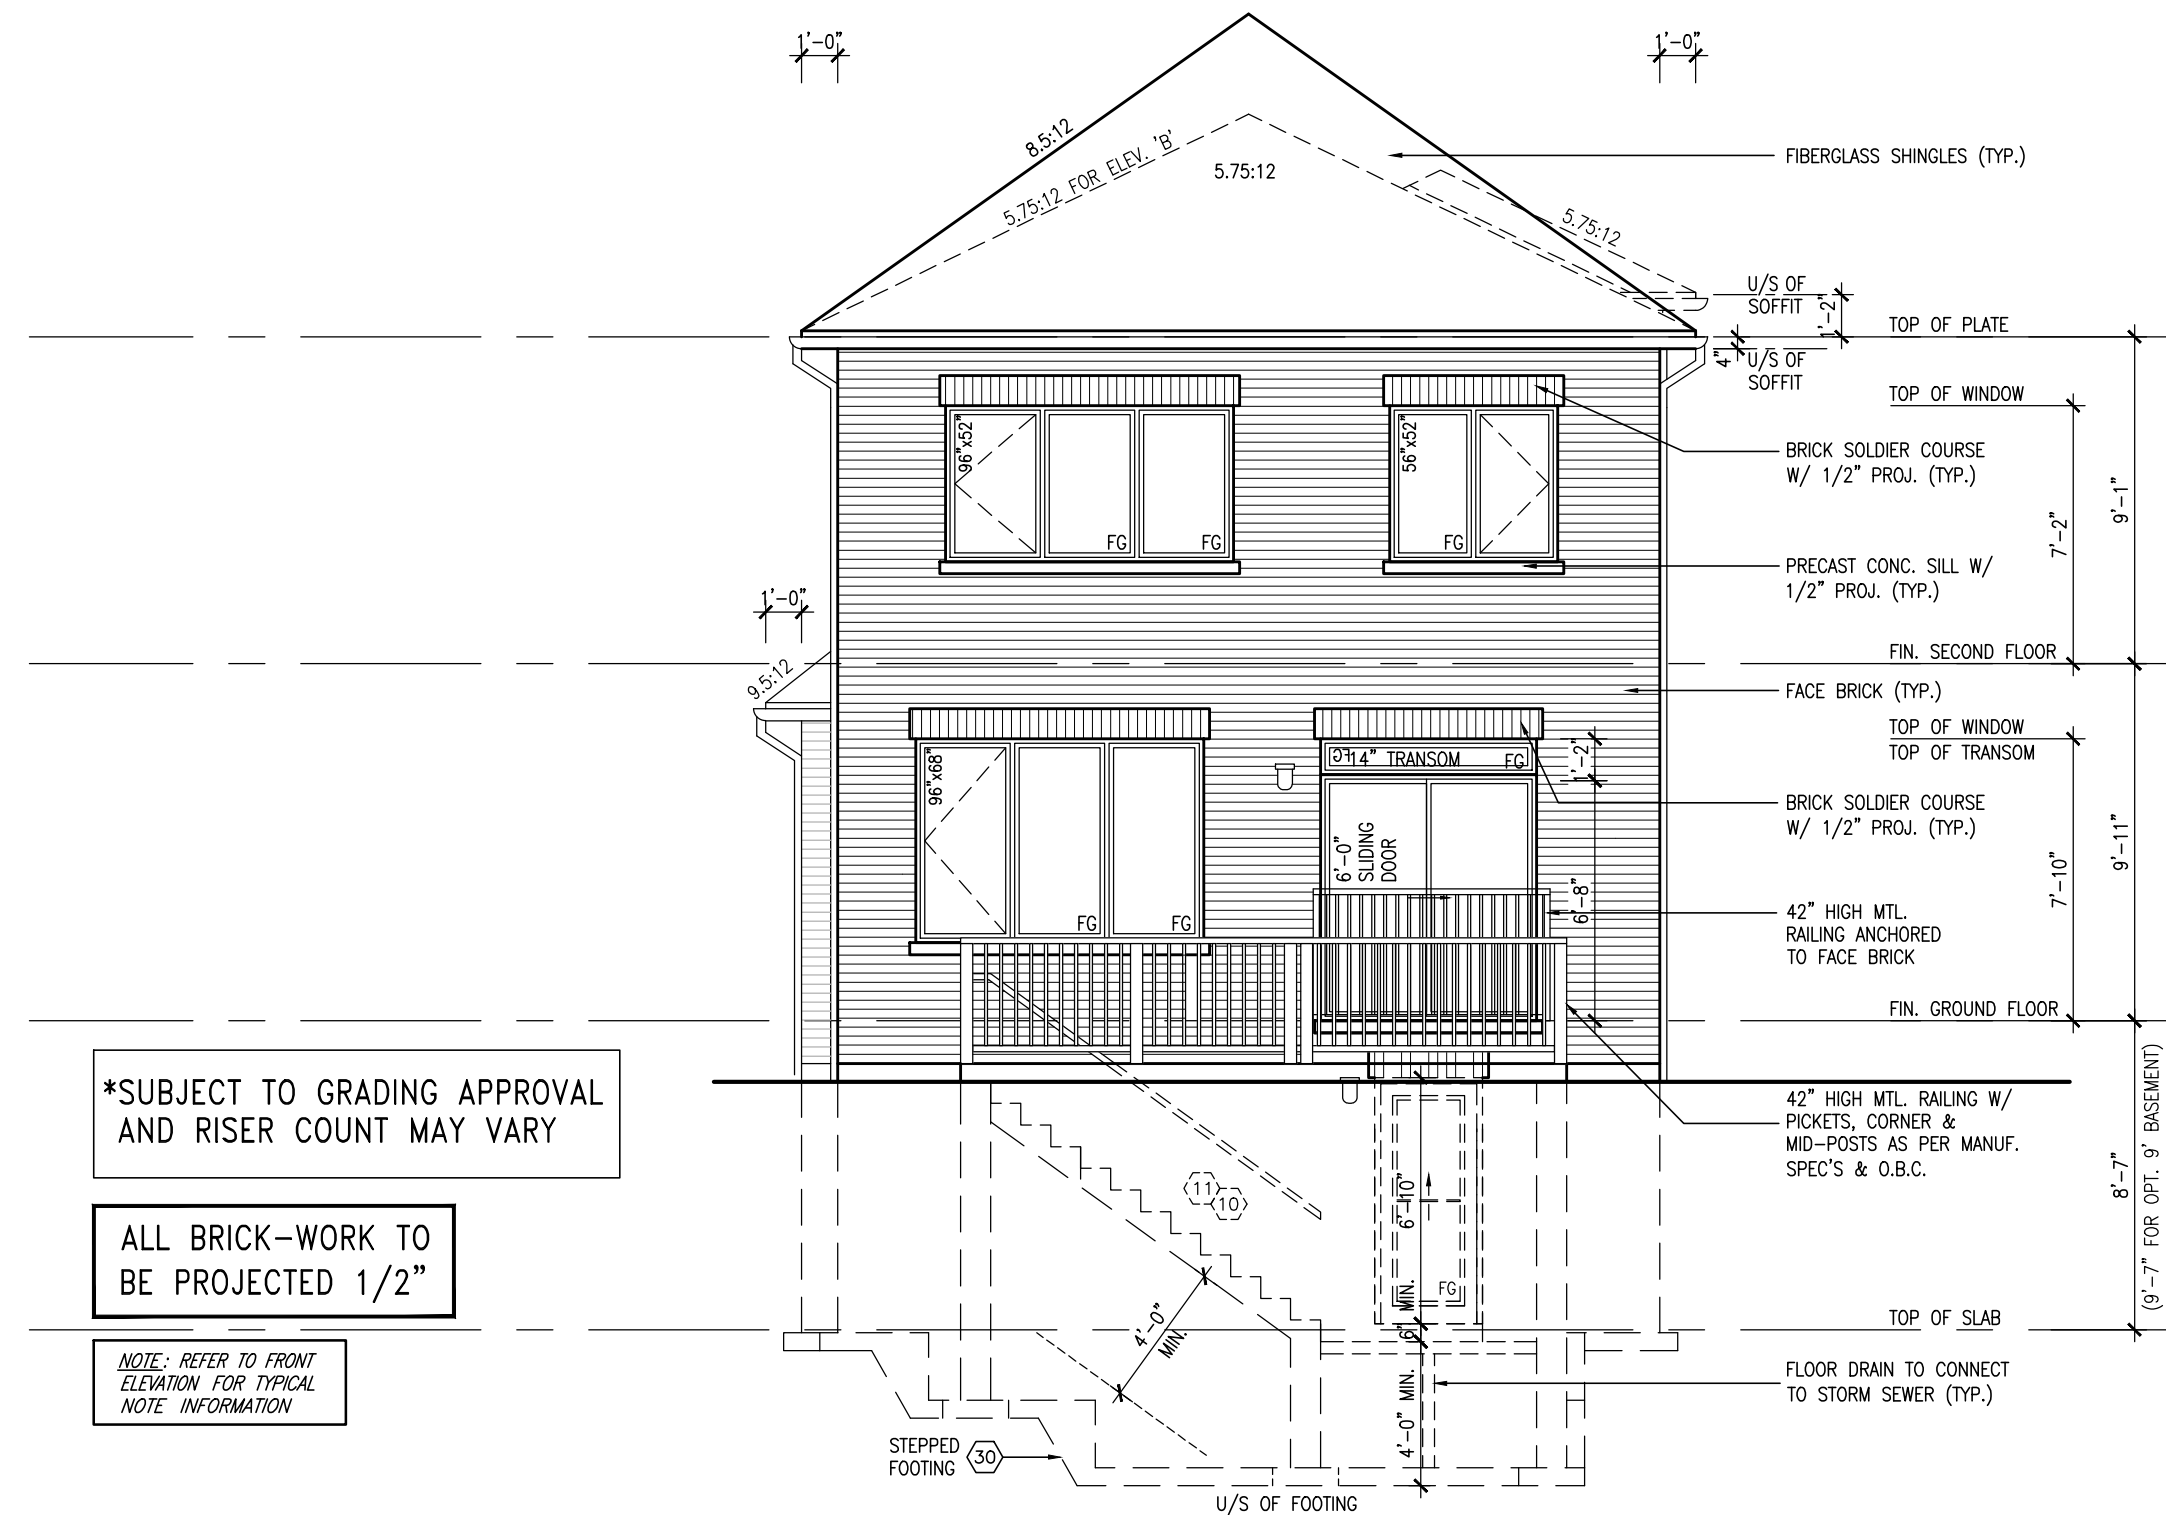 1'-0"
1'-0"
8.5:12
5.75:12 FOR ELEV. 'B'
5.75:12
5.75:12
FIBERGLASS SHINGLES (TYP.)
U/S OF
SOFFIT
1'-2"
TOP OF PLATE
4"
U/S OF
SOFFIT
TOP OF WINDOW
96"x52"
FG
FG
56"x52"
FG
BRICK SOLDIER COURSE
W/ 1/2" PROJ. (TYP.)
7'-2"
9'-1"
PRECAST CONC. SILL W/
1/2" PROJ. (TYP.)
1'-0"
9.5:12
FIN. SECOND FLOOR
FACE BRICK (TYP.)
TOP OF WINDOW
TOP OF TRANSOM
96"x68"
FG
FG
FG
14" TRANSOM
FG
1'-2"
BRICK SOLDIER COURSE
W/ 1/2" PROJ. (TYP.)
6'-0"
SLIDING
DOOR
6'-8"
7'-10"
9'-11"
42" HIGH MTL.
RAILING ANCHORED
TO FACE BRICK
FIN. GROUND FLOOR
*SUBJECT TO GRADING APPROVAL
AND RISER COUNT MAY VARY
42" HIGH MTL. RAILING W/
PICKETS, CORNER &
MID-POSTS AS PER MANUF.
SPEC'S & O.B.C.
8'-7"
(9'-7" FOR OPT. 9' BASEMENT)
11
10
6'-10"
FG
6" MIN.
4'-0"
MIN.
ALL BRICK-WORK TO
BE PROJECTED 1/2"
TOP OF SLAB
NOTE: REFER TO FRONT
ELEVATION FOR TYPICAL
NOTE INFORMATION
FLOOR DRAIN TO CONNECT
TO STORM SEWER (TYP.)
4'-0" MIN.
STEPPED
FOOTING
30
U/S OF FOOTING